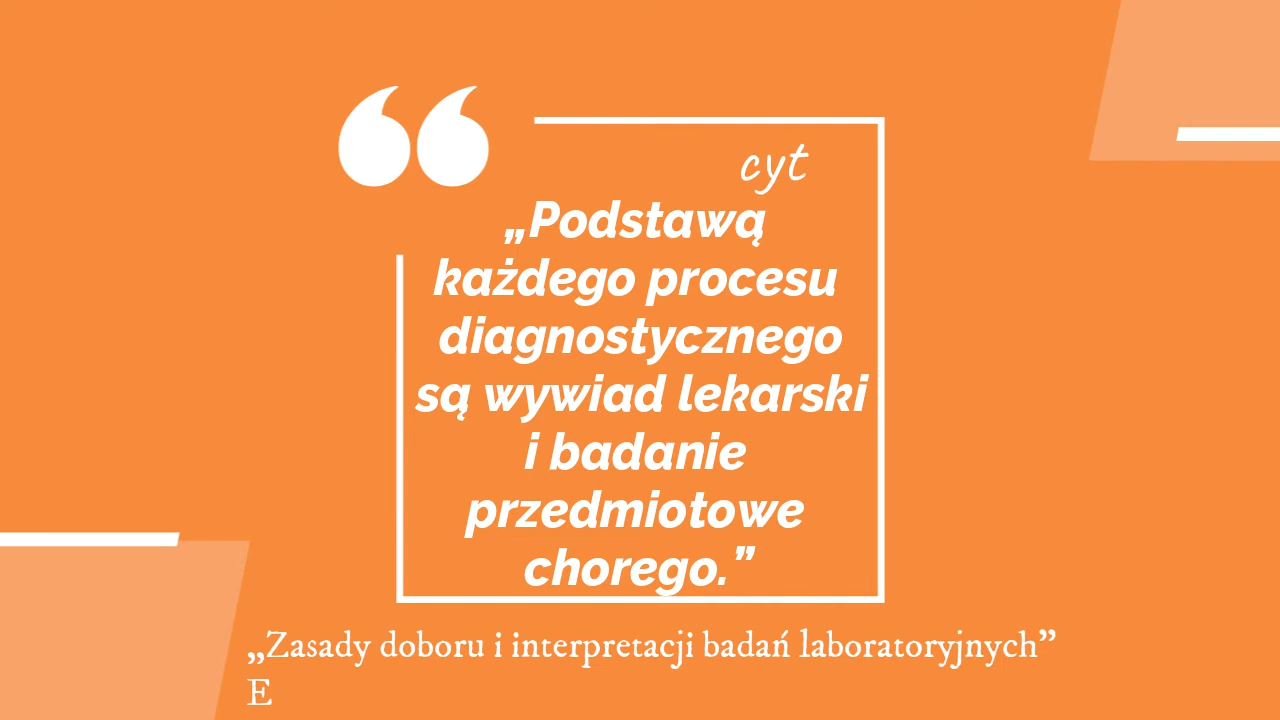 cyt
„Podstawą
każdego procesu
diagnostycznego
są wywiad lekarski
i badanie
przedmiotowe
chorego.”
„Zasady doboru i interpretacji badań laboratoryjnych”
E